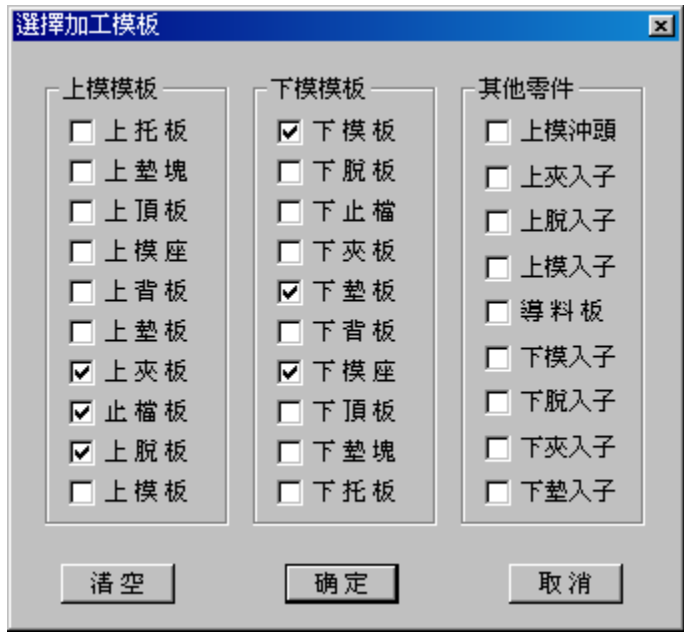 選擇加工模板
上模模板
上托板
上墊塊
上頂板
上模座
上背板
上墊板
上夾板
止檔板
上脫板
上模板
下模模板
下模板
下脫板
下止檔
下夾板
下墊板
下背板
下模座
下頂板
下墊塊
下托板
其他零件
上模沖頭
上夾入子
上脫入子
上模入子
導料板
下模入子
下脫入子
下夾入子
下墊入子
清空
确定
取消